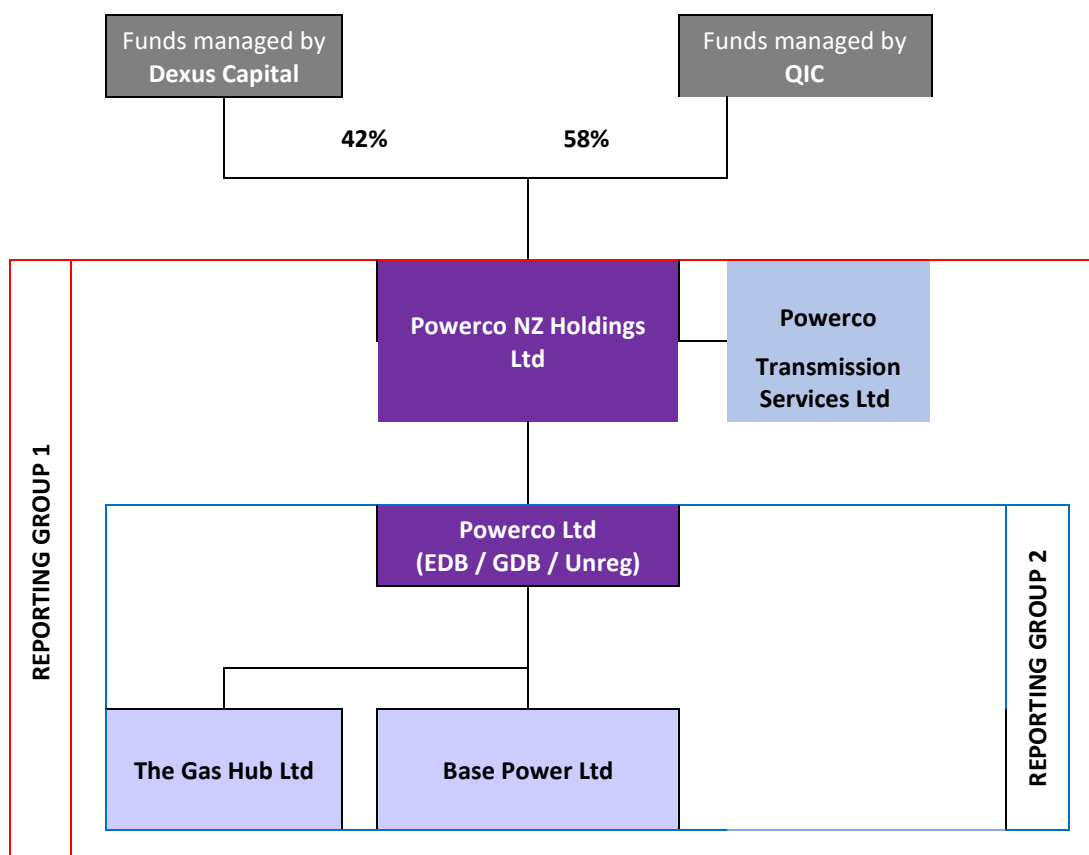 Funds managed by
Dexus Capital
Funds managed by
QIC
42%
58%
Powerco NZ Holdings
Ltd
Powerco
Transmission
Services Ltd
REPORTING GROUP 1
Powerco Ltd
(EDB / GDB / Unreg)
REPORTING GROUP 2
The Gas Hub Ltd
Base Power Ltd